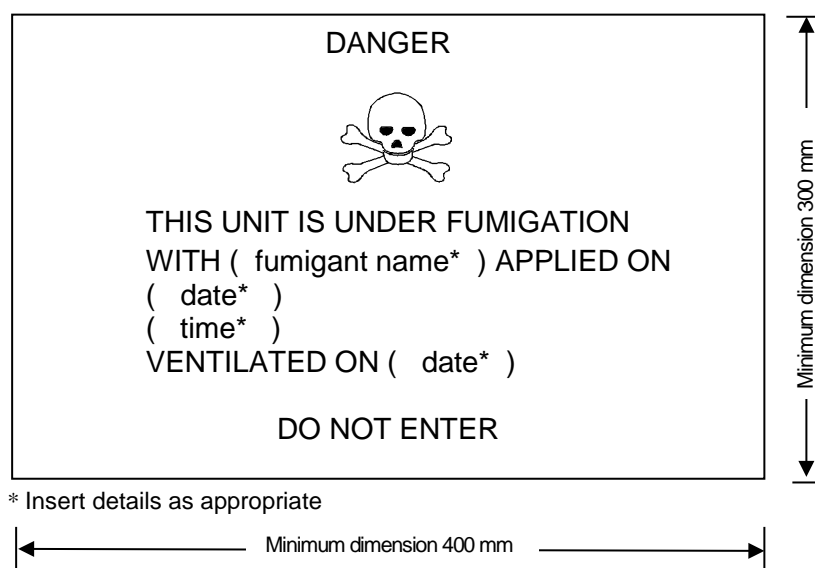 DANGER
THIS UNIT IS UNDER FUMIGATION
WITH ( fumigant name* ) APPLIED ON
( date* )
( time* )
VENTILATED ON ( date* )
DO NOT ENTER
* Insert details as appropriate
Minimum dimension 400 mm
Minimum dimension 300 mm